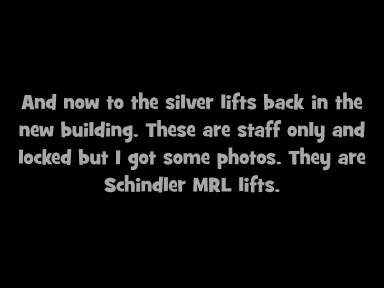 And now to the silver lifts back in the
new building. These are staff only and
locked but I got some photos. They are
Schindler MRL lifts.